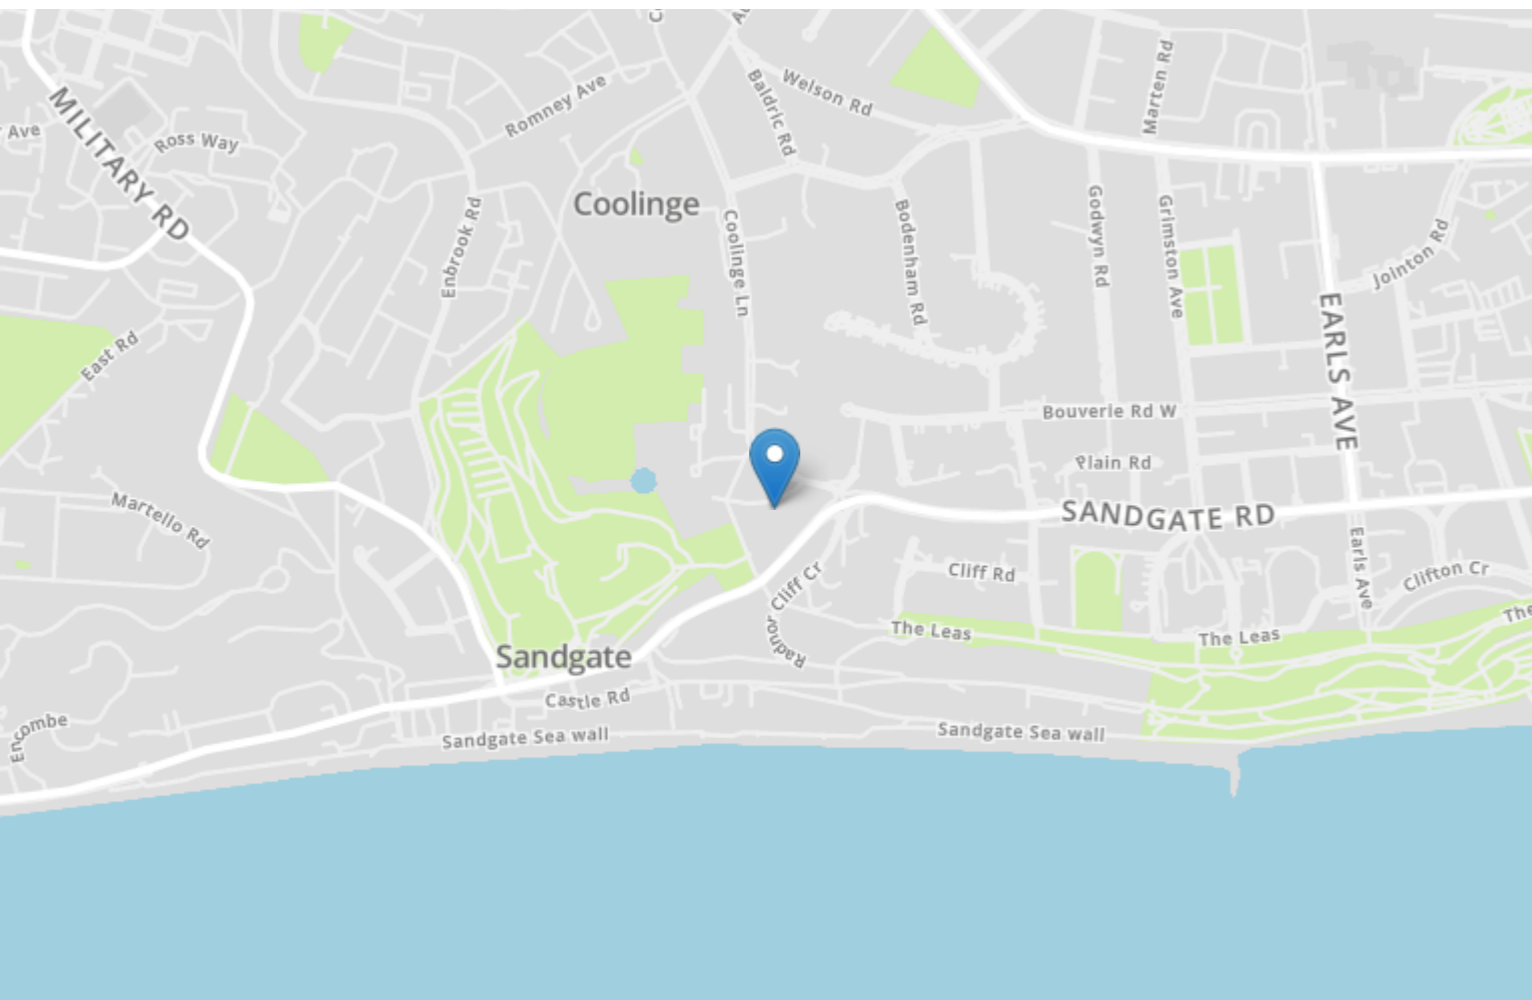 MILITARY RD
Ave
Ross Way
Romney Ave
Baldric Rd
Welson Rd
Marten Rd
Coolinge
Enbrook Rd
Coolinge Ln
Bodenham Rd
Godwyn Rd
Grimston Ave
Jointon Rd
EARLS AVE
East Rd
Bouverie Rd W
Plain Rd
SANDGATE RD
Martello Rd
Cliff Rd
Radnor Cliff Cr
Earls Ave
Clifton Cr
The Leas
The Leas
The
Sandgate
Castle Rd
Encombe
Sandgate Sea wall
Sandgate Sea wall